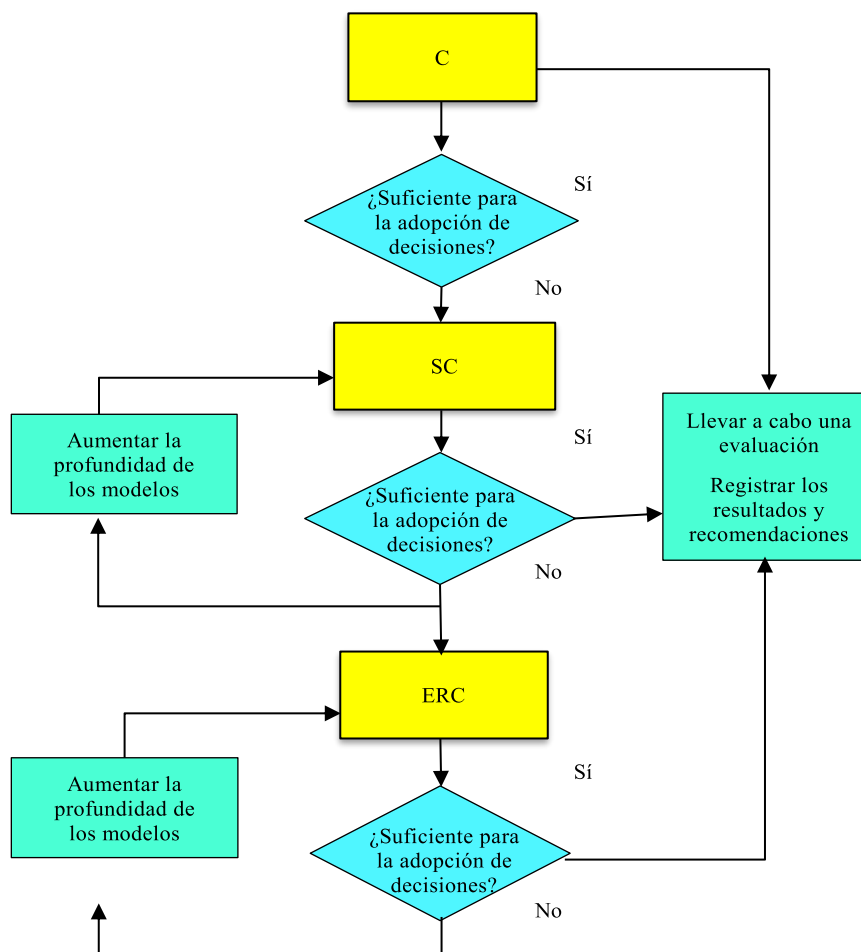 C
Sí
¿Suficiente para
la adopción de
decisiones?
No
SC
Aumentar la
profundidad de
los modelos
Sí
¿Suficiente para
la adopción de
decisiones?
No
Llevar a cabo una
evaluación
Registrar los
resultados y
recomendaciones
ERC
Aumentar la
profundidad de
los modelos
Sí
¿Suficiente para
la adopción de
decisiones?
No